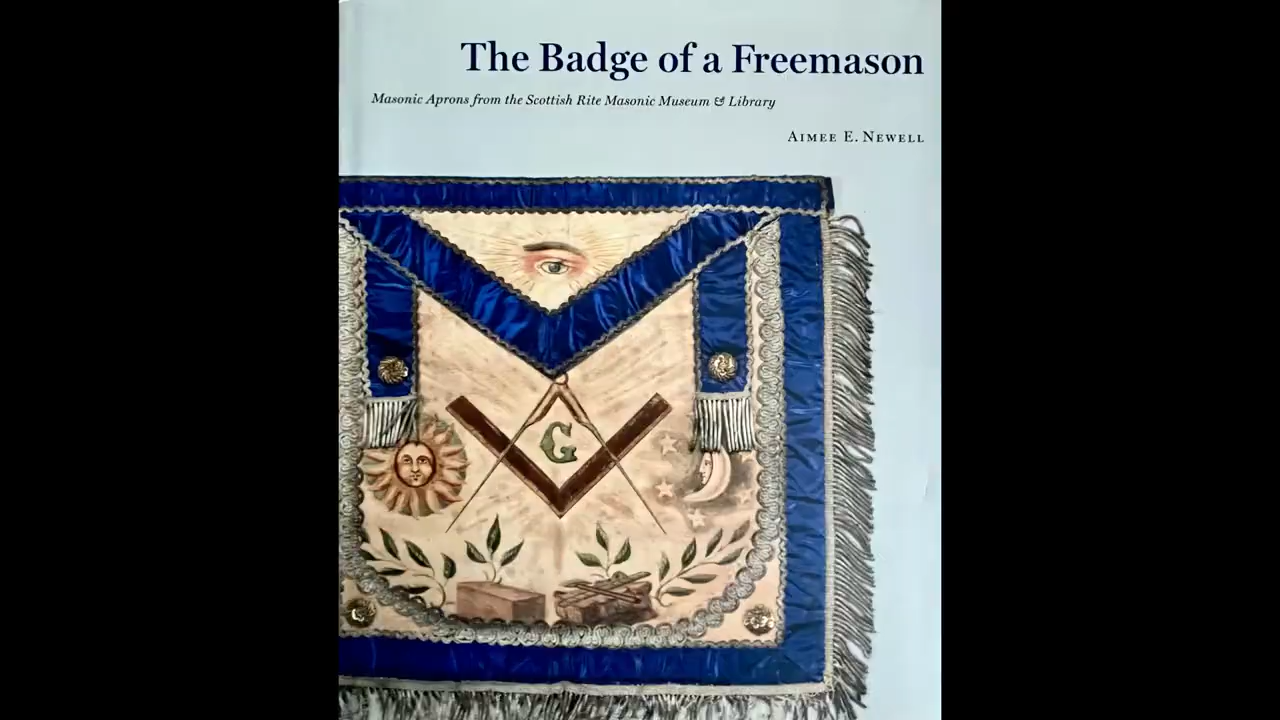 The Badge of a Freemason
Masonic Aprons from the Scottish Rite Masonic Museum & Library
AIMEE E. NEWELL
G